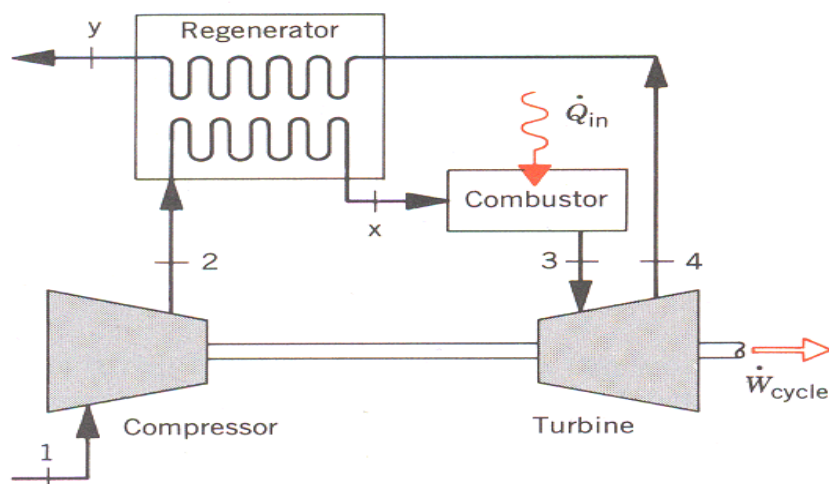 y
Regenerator
Q̇in
Combustor
x
2
3
4
Ẇcycle
Compressor
Turbine
1